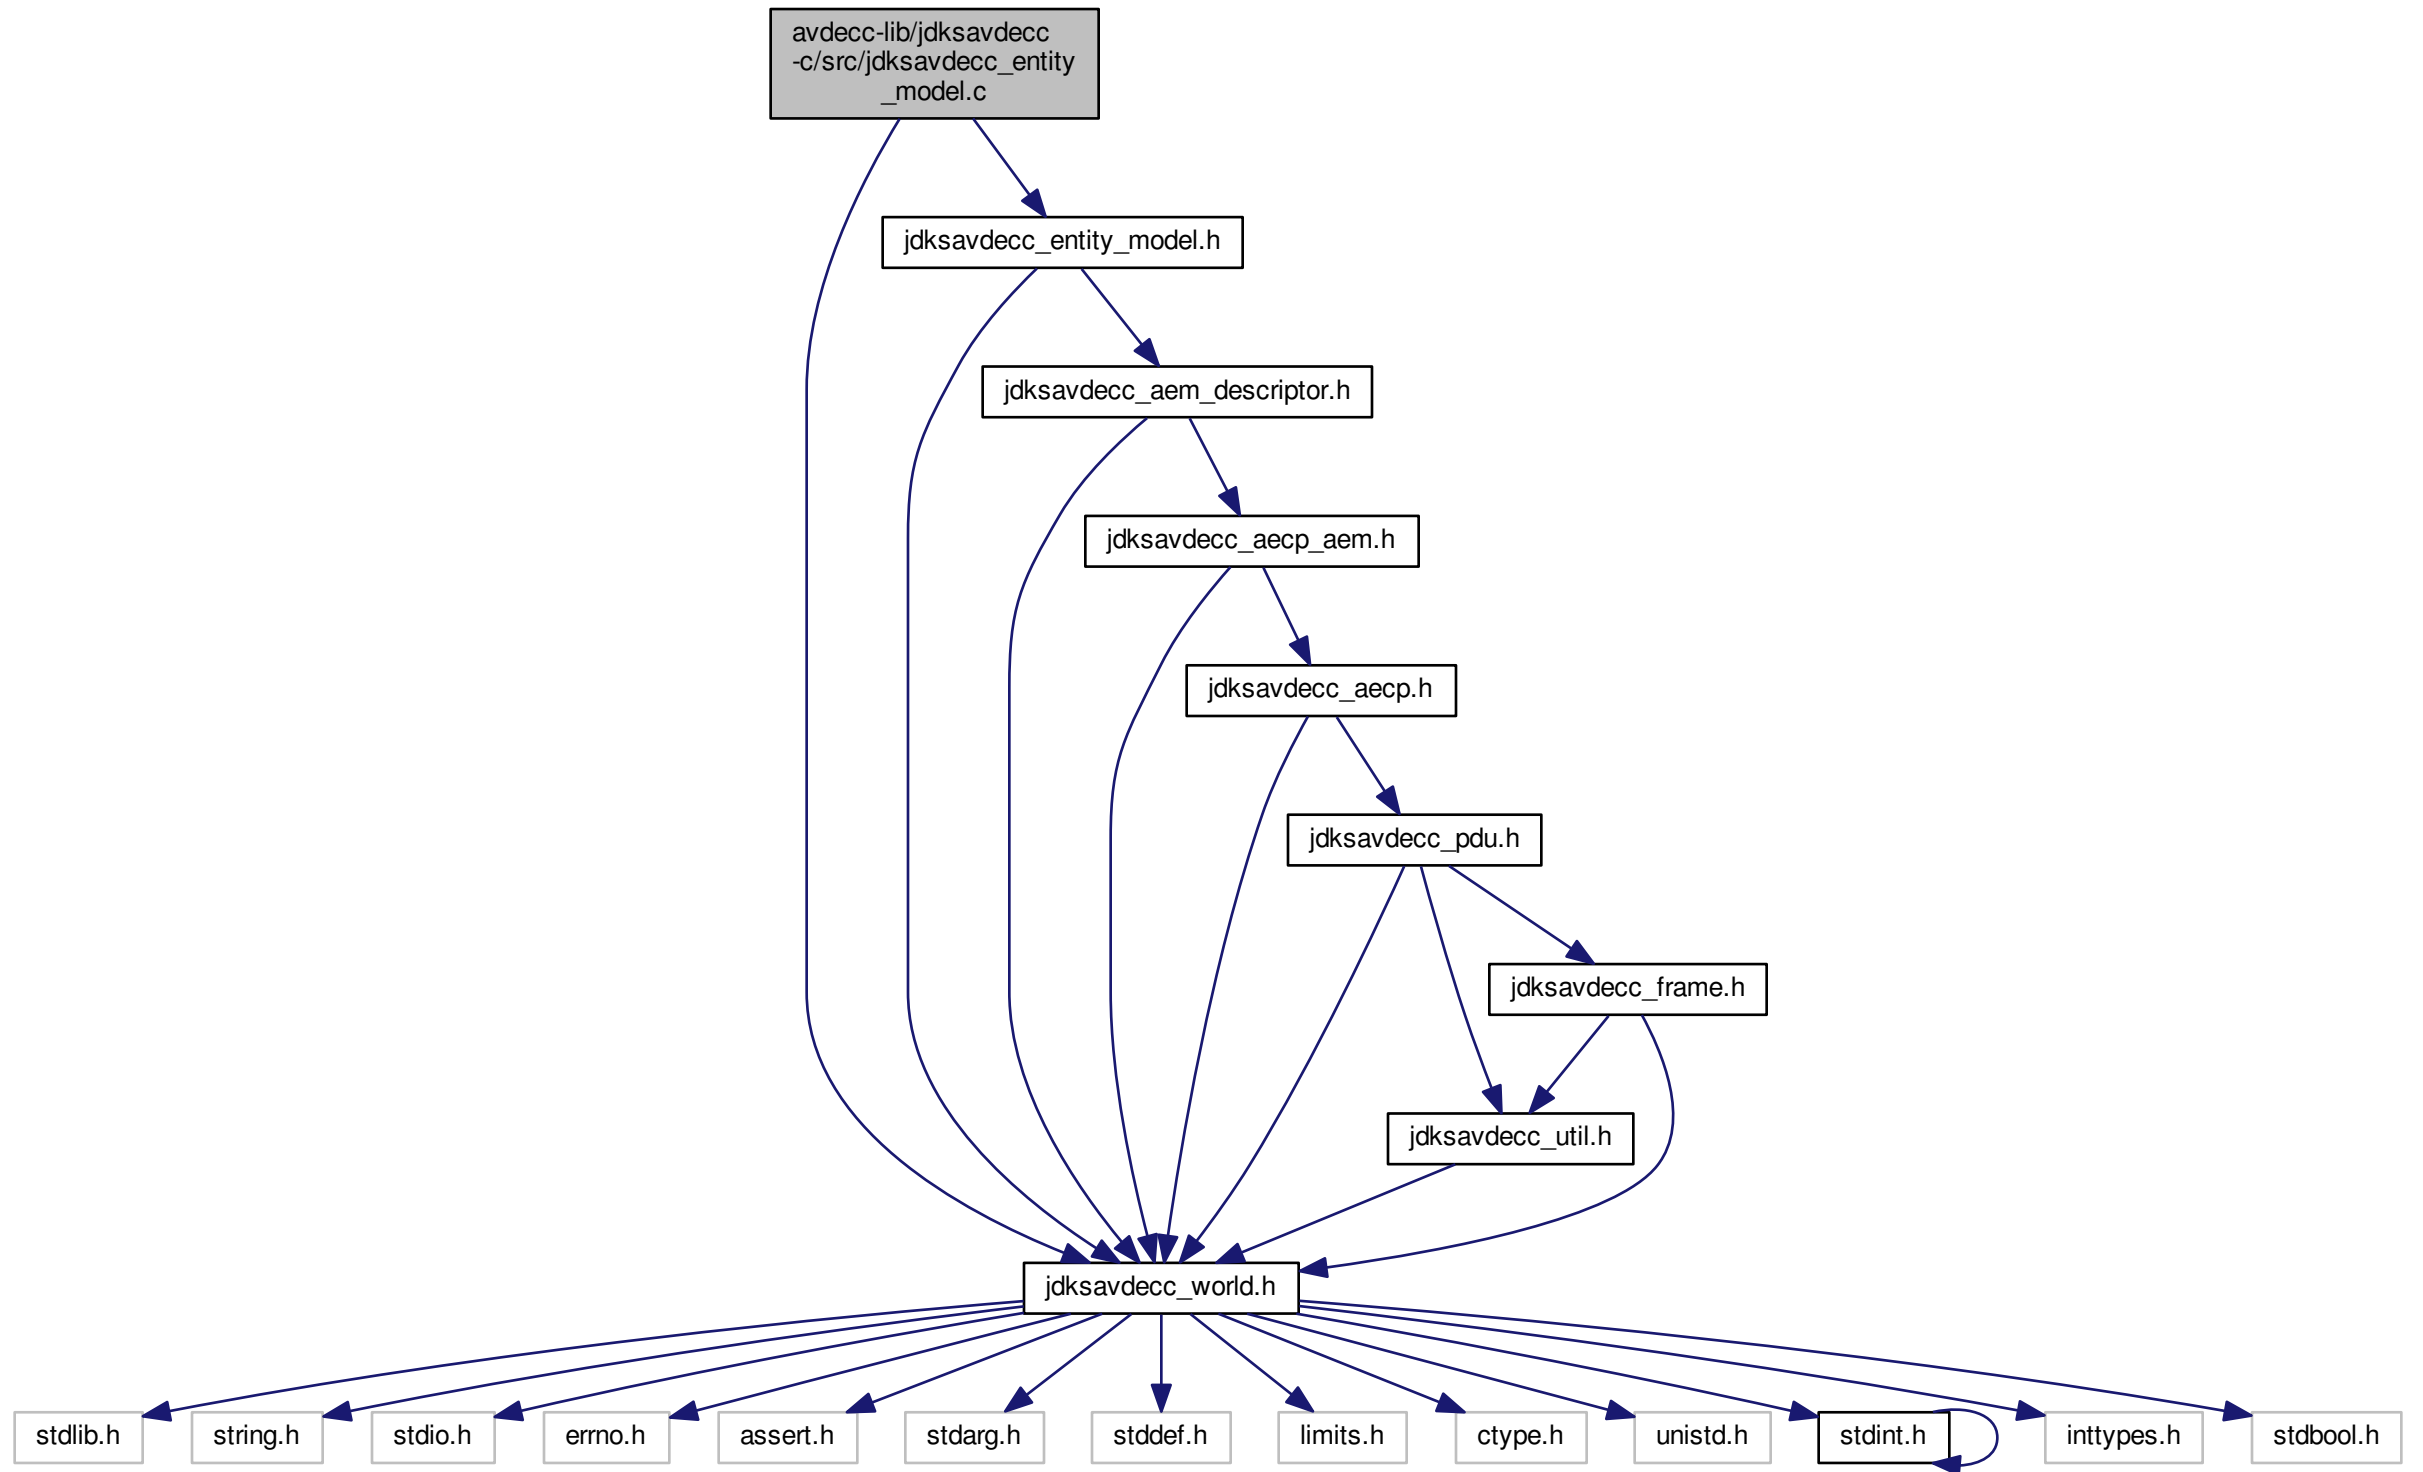 avdecc-lib/jdksavdecc
-c/src/jdksavdecc_entity
_model.c
jdksavdecc_entity_model.h
jdksavdecc_aem_descriptor.h
jdksavdecc_aecp_aem.h
jdksavdecc_aecp.h
jdksavdecc_pdu.h
jdksavdecc_frame.h
jdksavdecc_util.h
jdksavdecc_world.h
stdlib.h
string.h
stdio.h
errno.h
assert.h
stdarg.h
stddef.h
limits.h
ctype.h
unistd.h
stdint.h
inttypes.h
stdbool.h